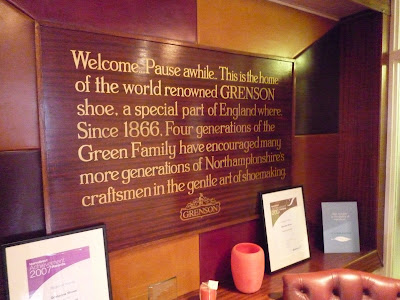 Welcome. Pause awhile. This is the home
of the world renowned GRENSON
shoe, a special part of England where,
Since 1866, Four generations of the
Green Family have encouraged many
more generations of Northamptonshire's
craftsmen in the gentle art of shoemaking.
GRENSON
2007